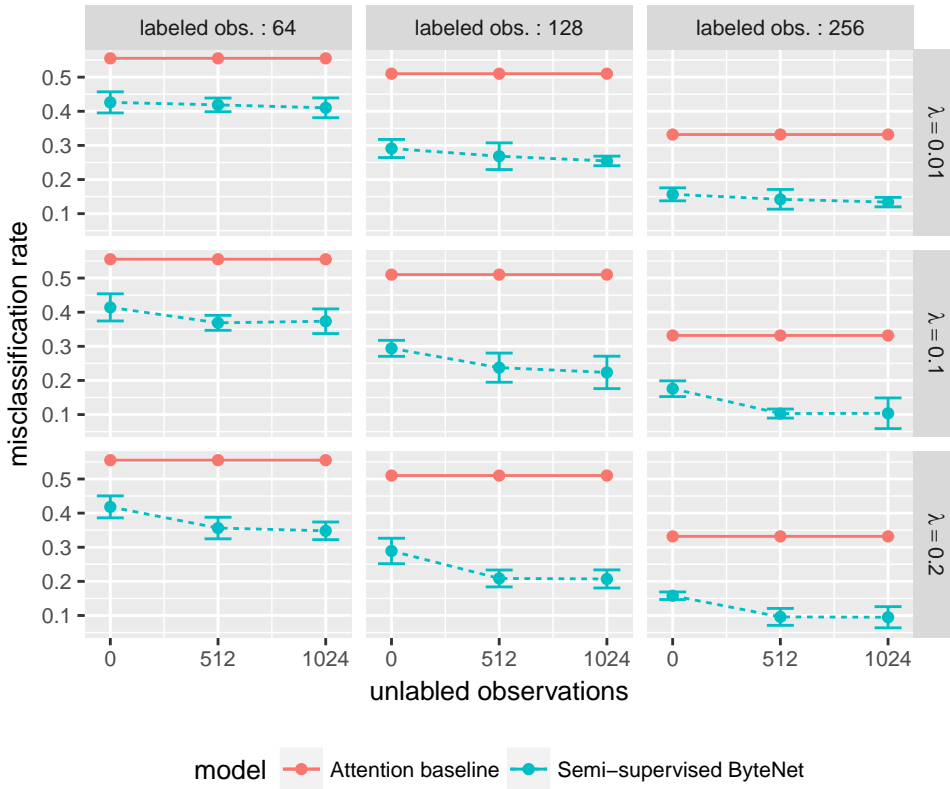 labeled obs. : 64
labeled obs. : 128
labeled obs. : 256
misclassification rate
0.5
0.4
0.3
0.2
0.1
λ = 0.01
0.5
0.4
0.3
0.2
0.1
λ = 0.1
0.5
0.4
0.3
0.2
0.1
λ = 0.2
0 512 1024
0 512 1024
0 512 1024
unlabled observations
model Attention baseline Semi−supervised ByteNet